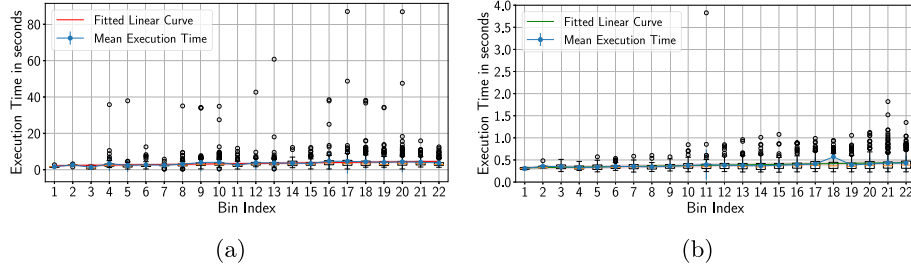 Fitted Linear Curve
Mean Execution Time
Execution Time in seconds
80
60
40
20
0
1 2 3 4 5 6 7 8 9 10 11 12 13 14 15 16 17 18 19 20 21 22
Bin Index
(a)
Fitted Linear Curve
Mean Execution Time
Execution Time in seconds
4.0
3.5
3.0
2.5
2.0
1.5
1.0
0.5
0.0
1 2 3 4 5 6 7 8 9 10 11 12 13 14 15 16 17 18 19 20 21 22
Bin Index
(b)